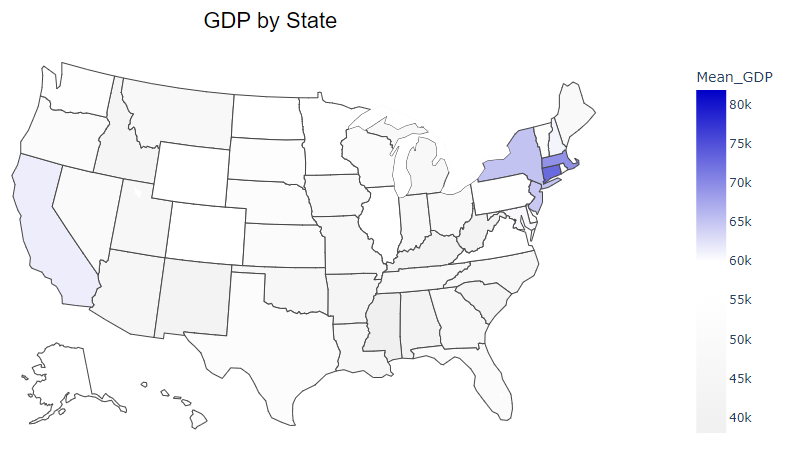 GDP by State
Mean_GDP
80k
75k
70k
65k
60k
55k
50k
45k
40k